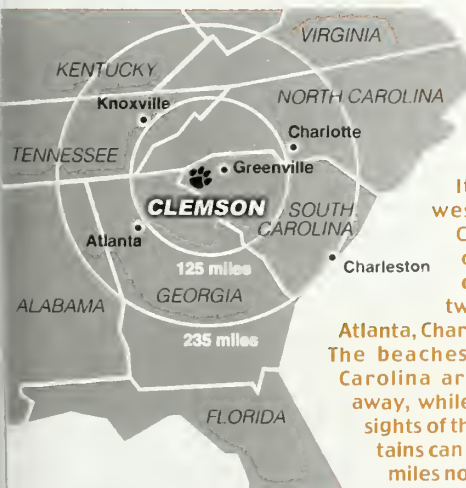 VIRGINIA
KENTUCKY
Knoxville
NORTH CAROLINA
Charlotte
TENNESSEE
Greenville
CLEMSON
SOUTH
CAROLINA
Atlanta
125 miles
Charleston
GEORGIA
ALABAMA
235 miles
FLORIDA
wes
tw
Atlanta, Char
The beaches
Carolina ar
away, while
sights of th
tains can
miles no